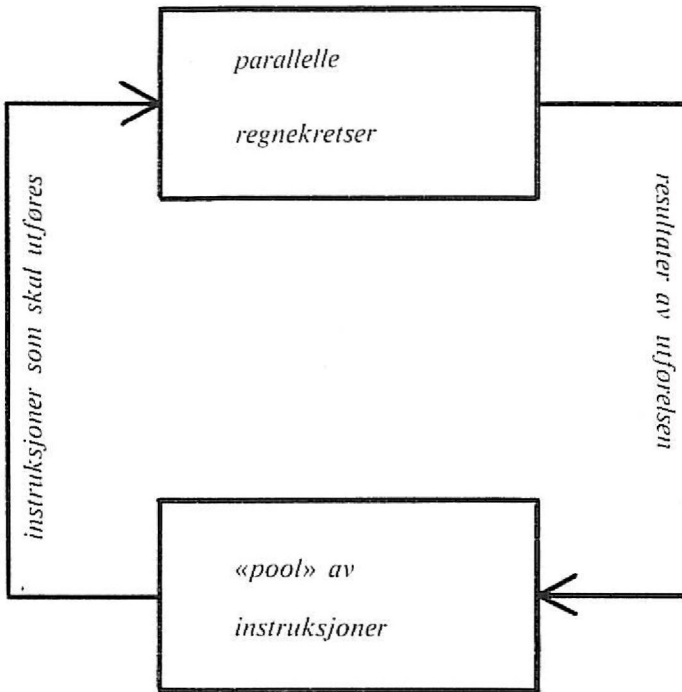 parallelle
regnekretser
instruksjoner som skal utføres
resultater av utførelsen
«pool» av
instruksjoner